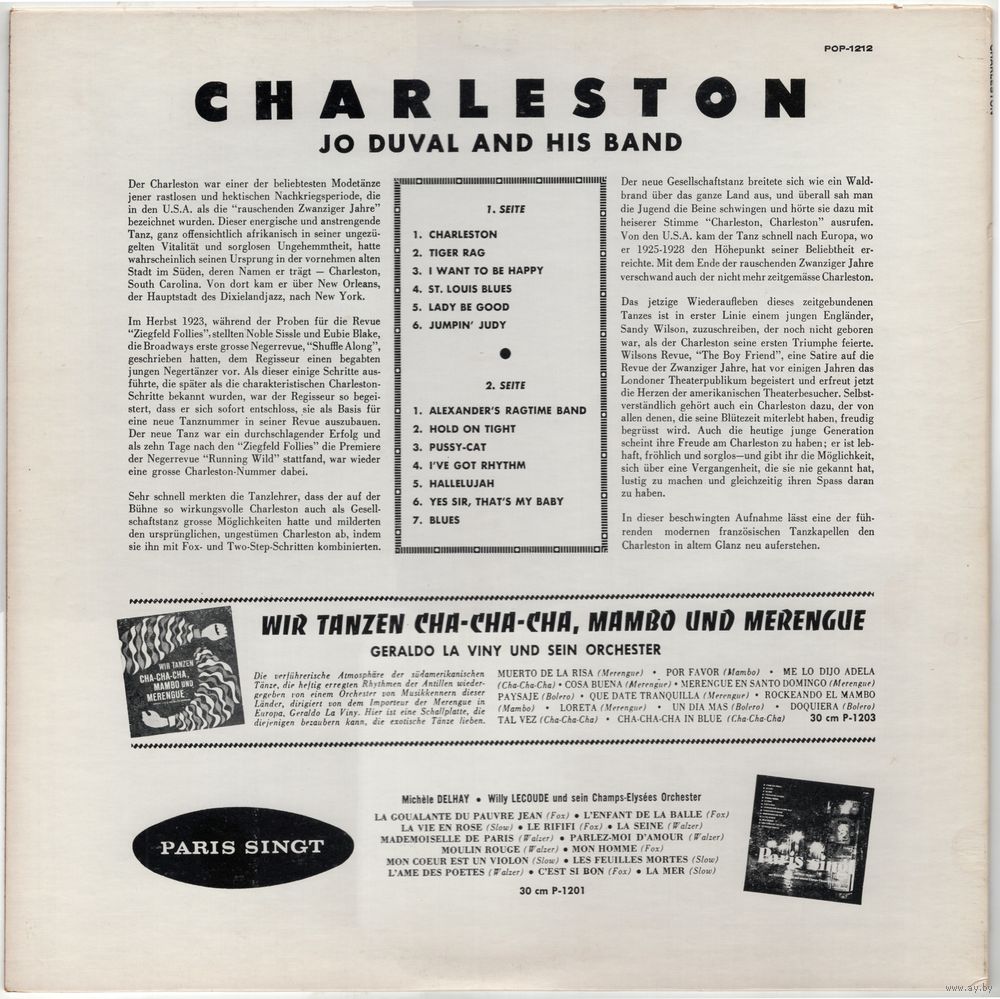 POP-1212
CHARLESTON
CHARLESTON
JO DUVAL AND HIS BAND
Der Charleston war einer der beliebtesten Modetänze
jener rastlosen und hektischen Nachkriegsperiode, die
in den U.S.A. als die "rauschenden Zwanziger Jahre"
bezeichnet wurden. Dieser energische und anstrengende
Tanz, ganz offensichtlich afrikanisch in seiner ungezü-
gelten Vitalität und sorglosen Ungehemmtheit, hatte
wahrscheinlich seinen Ursprung in der vornehmen alten
Stadt im Süden, deren Namen er trägt — Charleston,
South Carolina. Von dort kam er über New Orleans,
der Hauptstadt des Dixielandjazz, nach New York.
Im Herbst 1923, während der Proben für die Revue
"Ziegfeld Follies", stellten Noble Sissle und Eubie Blake,
die Broadways erste grosse Negerrevue, "Shuffle Along",
geschrieben hatten, dem Regisseur einen begabten
jungen Negertänzer vor. Als dieser einige Schritte aus-
führte, die später als die charakteristischen Charleston-
Schritte bekannt wurden, war der Regisseur so begei-
stert, dass er sich sofort entschloss, sie als Basis für
eine neue Tanznummer in seiner Revue auszubauen.
Der neue Tanz war ein durchschlagender Erfolg und
als zehn Tage nach den "Ziegfeld Follies" die Premiere
der Negerrevue "Running Wild" stattfand, war wieder
eine grosse Charleston-Nummer dabei.
Sehr schnell merkten die Tanzlehrer, dass der auf der
Bühne so wirkungsvolle Charleston auch als Gesell-
schaftstanz grosse Möglichkeiten hatte und milderten
den ursprünglichen, ungestümen Charleston ab, indem
sie ihn mit Fox- und Two-Step-Schritten kombinierten.
1. SEITE
1. CHARLESTON
2. TIGER RAG
3. I WANT TO BE HAPPY
4. ST. LOUIS BLUES
5. LADY BE GOOD
6. JUMPIN' JUDY
2. SEITE
1. ALEXANDER'S RAGTIME BAND
2. HOLD ON TIGHT
3. PUSSY-CAT
4. I'VE GOT RHYTHM
5. HALLELUJAH
6. YES SIR, THAT'S MY BABY
7. BLUES
Der neue Gesellschaftstanz breitete sich wie ein Wald-
brand über das ganze Land aus, und überall sah man
die Jugend die Beine schwingen und hörte sie dazu mit
heiserer Stimme "Charleston, Charleston" ausrufen.
Von den U.S.A. kam der Tanz schnell nach Europa, wo
er 1925-1928 den Höhepunkt seiner Beliebtheit er-
reichte. Mit dem Ende der rauschenden Zwanziger Jahre
verschwand auch der nicht mehr zeitgemässe Charleston.
Das jetzige Wiederaufleben dieses zeitgebundenen
Tanzes ist in erster Linie einem jungen Engländer,
Sandy Wilson, zuzuschreiben, der noch nicht geboren
war, als der Charleston seine ersten Triumphe feierte.
Wilsons Revue, "The Boy Friend", eine Satire auf die
Revue der Zwanziger Jahre, hat vor einigen Jahren das
Londoner Theaterpublikum begeistert und erfreut jetzt
die Herzen der amerikanischen Theaterbesucher. Selbst-
verständlich gehört auch ein Charleston dazu, der von
allen denen, die seine Blütezeit miterlebt haben, freudig
begrüsst wird. Auch die heutige junge Generation
scheint ihre Freude am Charleston zu haben; er ist leb-
haft, fröhlich und sorglos—und gibt ihr die Möglichkeit,
sich über eine Vergangenheit, die sie nie gekannt hat,
lustig zu machen und gleichzeitig ihren Spass daran
zu haben.
In dieser beschwingten Aufnahme lässt eine der füh-
renden modernen französischen Tanzkapellen den
Charleston in altem Glanz neu auferstehen.
WIR TANZEN
CHA-CHA-CHA,
MAMBO UND
MERENGUE
WIR TANZEN CHA-CHA-CHA, MAMBO UND MERENGUE
GERALDO LA VINY UND SEIN ORCHESTER
Die verführerische Atmosphäre der südamerikanischen
Tänze, die heftig erregten Rhythmen der Antillen wieder-
gegeben von einem Orchester von Musikkennern dieser
Länder, dirigiert von dem Importeur der Merengue in
Europa, Geraldo La Viny. Hier ist eine Schallplatte, die
diejenigen bezaubern kann, die exotische Tänze lieben.
MUERTO DE LA RISA (Merengue) • POR FAVOR (Mambo) • ME LO DIJO ADELA
(Cha-Cha-Cha) • COSA BUENA (Merengue) • MERENGUE EN SANTO DOMINGO (Merengue)
PAYSAJE (Bolero) • QUE DATE TRANQUILLA (Merengue) • ROCKEANDO EL MAMBO
(Mambo) • LORETA (Merengue) • UN DIA MAS (Bolero) • DOQUIERA (Bolero)
TAL VEZ (Cha-Cha-Cha) • CHA-CHA-CHA IN BLUE (Cha-Cha-Cha) 30 cm P-1203
PARIS SINGT
Michèle DELHAY • Willy LECOUDE und sein Champs-Elysées Orchester
LA GOUALANTE DU PAUVRE JEAN (Fox) • L'ENFANT DE LA BALLE (Fox)
LA VIE EN ROSE (Slow) • LE RIFIFI (Fox) • LA SEINE (Walzer)
MADEMOISELLE DE PARIS (Walzer) • PARLEZ-MOI D'AMOUR (Walzer)
MOULIN ROUGE (Walzer) • MON HOMME (Fox)
MON COEUR EST UN VIOLON (Slow) • LES FEUILLES MORTES (Slow)
L'AME DES POETES (Walzer) • C'EST SI BON (Fox) • LA MER (Slow)
30 cm P-1201
Paris singt
www.ay.by